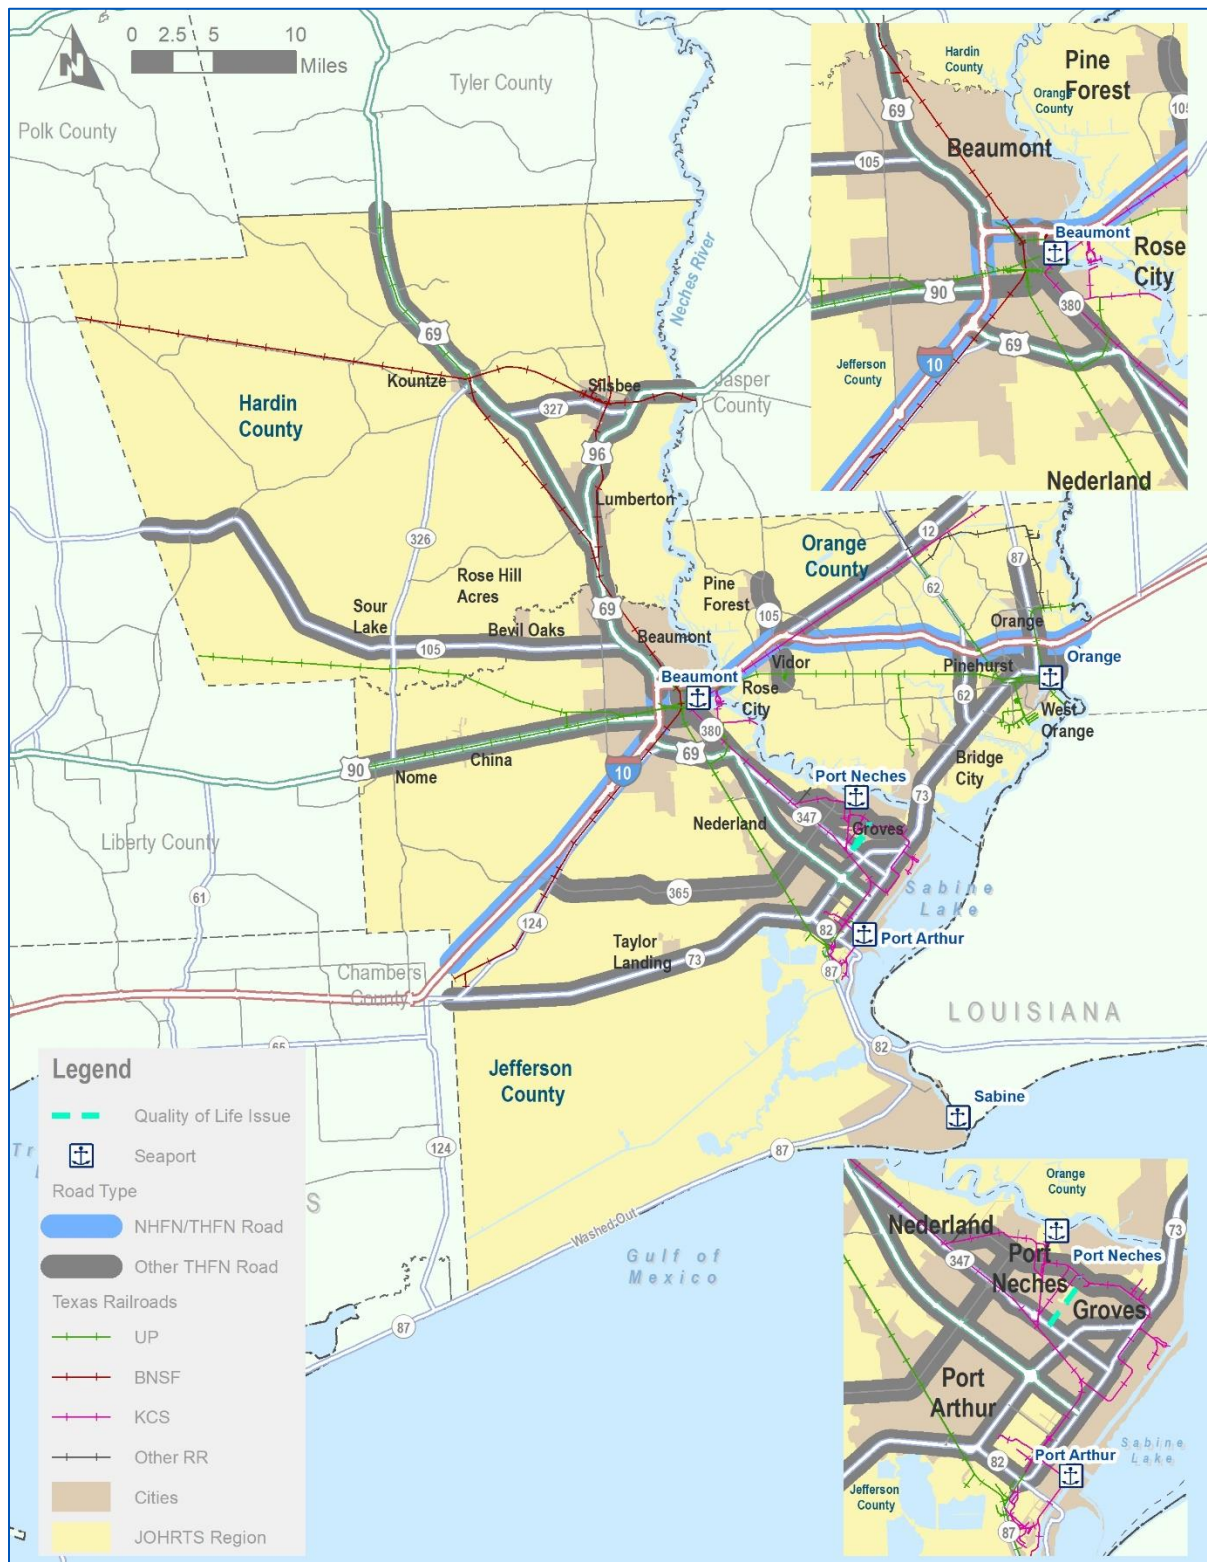 0 2.5 5 10
Miles
N
Tyler County
Polk County
Hardin
County
Pine
Forest
Orange
County
105
Beaumont
69
105
Beaumont
Rose
City
90
380
69
10
Jefferson
County
Nederland
Neches River
69
Kountze
Silsbee
Jasper
County
327
Hardin
County
96
Lumberton
326
Rose Hill
Acres
Sour
Lake
Bevil Oaks
105
69
Beaumont
Pine
Forest
105
Orange
County
12
87
62
Orange
Pinehurst
Orange
Vidor
Beaumont
Rose
City
62
West
Orange
380
69
Bridge
City
90
Nome
China
10
Port Neches
73
Nederland
347
Groves
Liberty County
61
365
Sabine
Lake
124
82
Port Arthur
Taylor
Landing
73
87
Chambers
County
LOUISIANA
65
82
Jefferson
County
Sabine
87
124
Washed Out
Gulf of
Mexico
87
Tr
S
Legend
Quality of Life Issue
Seaport
Road Type
NHFN/THFN Road
Other THFN Road
Texas Railroads
UP
BNSF
KCS
Other RR
Cities
JOHRTS Region
Orange
County
Nederland
73
Port Neches
347
Port
Neches
Groves
Port
Arthur
Sabine
Lake
Port Arthur
82
Jefferson
County
87